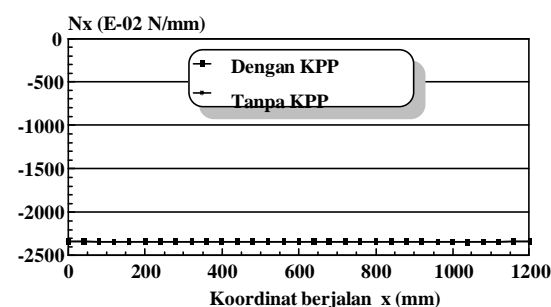 Nx (E-02 N/mm)
0
-500
-1000
-1500
-2000
-2500
Dengan KPP
Tanpa KPP
0 200 400 600 800 1000 1200
Koordinat berjalan x (mm)